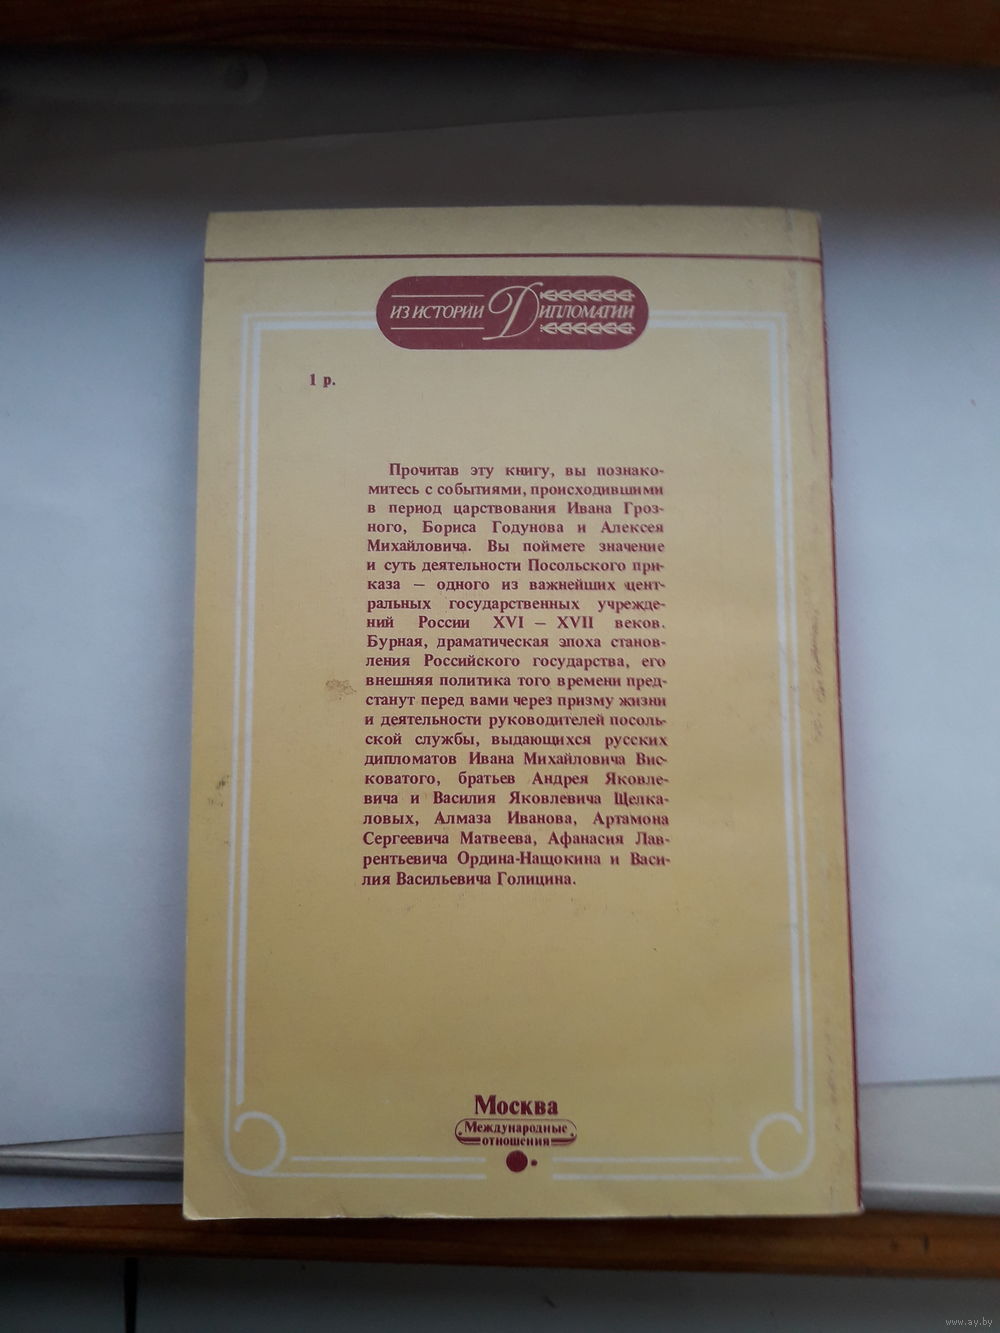 ИЗ ИСТОРИИ ДИПЛОМАТИИ
1 р.
Прочитав эту книгу, вы познако-
митесь с событиями, происходившими
в период царствования Ивана Гроз-
ного, Бориса Годунова и Алексея
Михайловича. Вы поймете значение
и суть деятельности Посольского при-
каза — одного из важнейших цент-
ральных государственных учрежде-
ний России XVI — XVII веков.
Бурная, драматическая эпоха станов-
ления Российского государства, его
внешняя политика того времени пред-
станут перед вами через призму жизни
и деятельности руководителей посоль-
ской службы, выдающихся русских
дипломатов Ивана Михайловича Вис-
коватого, братьев Андрея Яковле-
вича и Василия Яковлевича Щелка-
ловых, Алмаза Иванова, Артамона
Сергеевича Матвеева, Афанасия Лав-
рентьевича Ордина-Нащокина и Васи-
лия Васильевича Голицина.
Москва
Международные
отношения
www.ay.by